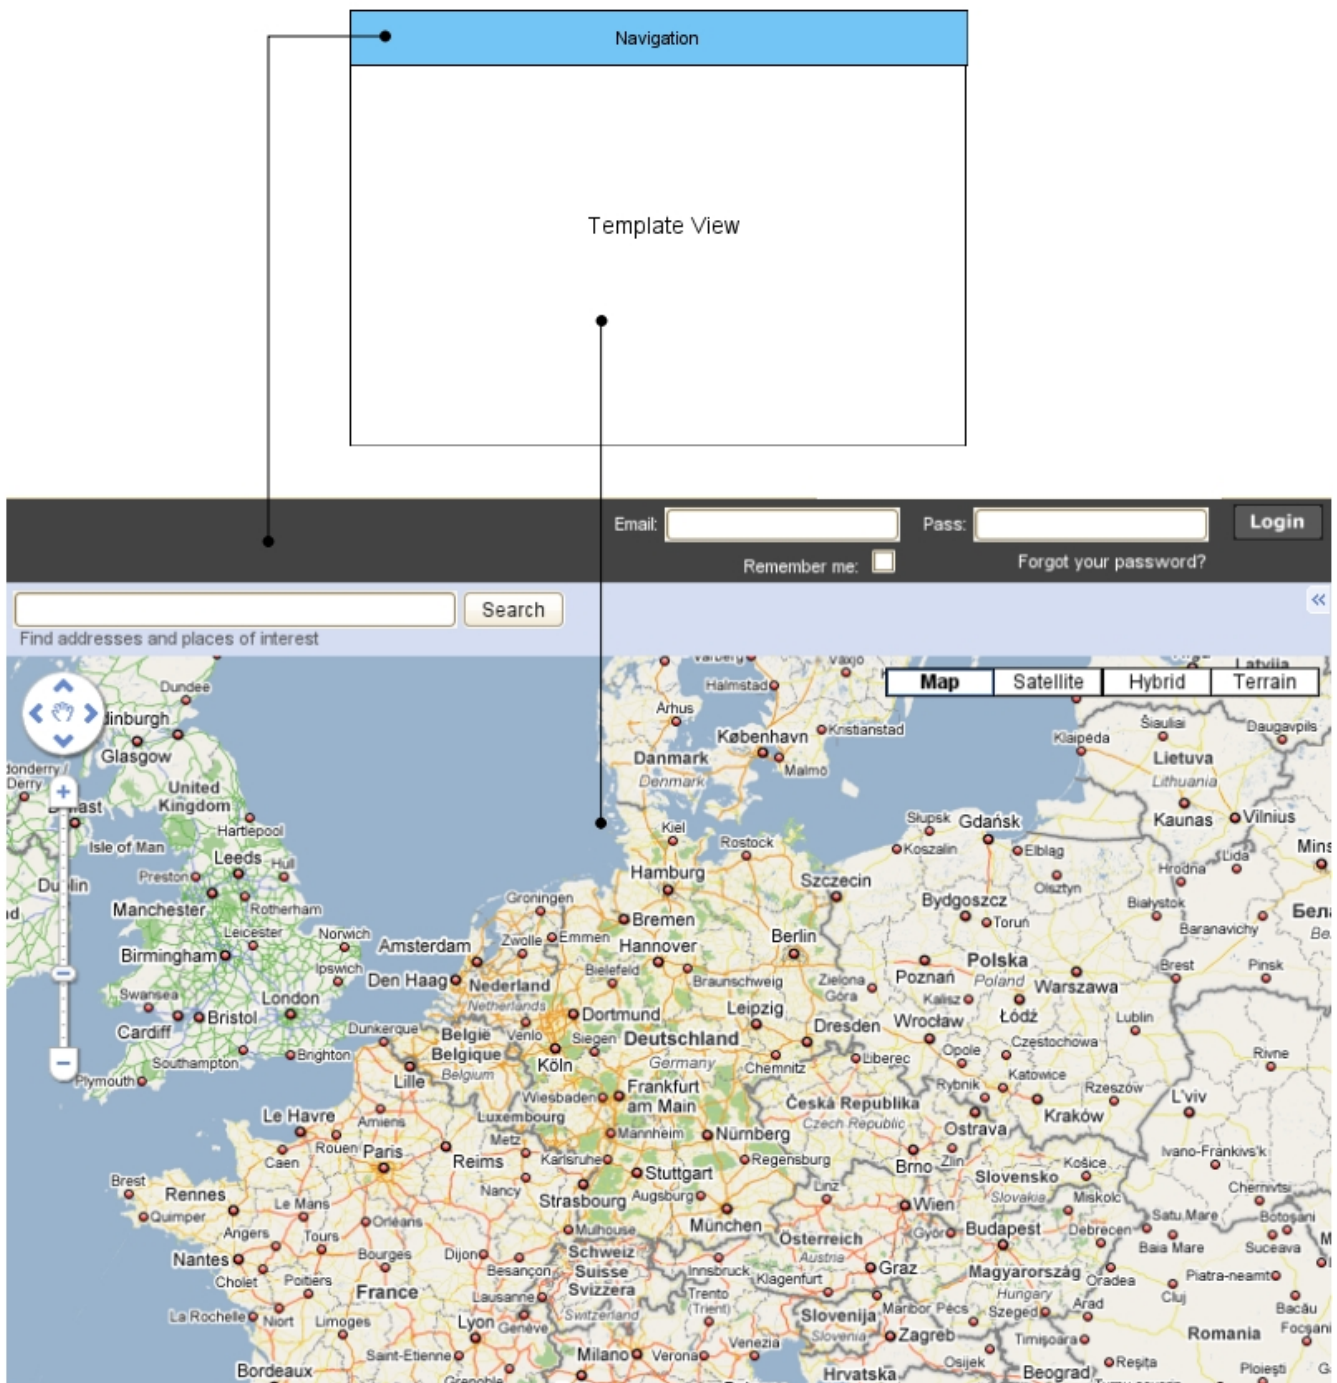 Navigation
Template View
Email:
Pass:
Login
Remember me:
Forgot your password?
Search
Find addresses and places of interest
Map
Satellite
Hybrid
Terrain
Dundee
Glasgow
United
Kingdom
Hartlepool
Isle of Man
Leeds
Hull
Preston
Manchester
Rotherham
Leicester
Norwich
Birmingham
Ipswich
Swansea
London
Cardiff
Bristol
Southampton
Brighton
Plymouth
Halmstad
Arhus
København
Kristianstad
Danmark
Denmark
Malmö
Klaipėda
Šiauliai
Daugavpils
Lietuva
Lithuania
Kaunas
Vilnius
Kiel
Rostock
Słupsk
Gdańsk
Koszalin
Elbląg
Hamburg
Szczecin
Olsztyn
Hrodna
Lida
Groningen
Bremen
Bydgoszcz
Toruń
Białystok
Baranavichy
Amsterdam
Zwolle
Emmen
Hannover
Berlin
Den Haag
Nederland
Netherlands
Bielefeld
Braunschweig
Zielona
Góra
Poznań
Polska
Poland
Warszawa
Brest
Pinsk
Kalisz
Łódź
Dortmund
Leipzig
Dunkerque
België
Belgique
Belgium
Venlo
Siegen
Deutschland
Germany
Dresden
Wrocław
Lublin
Częstochowa
Köln
Chemnitz
Liberec
Opole
Rivne
Lille
Wiesbaden
Frankfurt
am Main
Rybnik
Katowice
Rzeszów
L'viv
Le Havre
Amiens
Luxembourg
Česká Republika
Czech Republic
Ostrava
Kraków
Rouen
Paris
Caen
Reims
Metz
Mannheim
Nürnberg
Karlsruhe
Regensburg
Brno
Zlin
Ivano-Frankivs'k
Brest
Rennes
Le Mans
Nancy
Strasbourg
Stuttgart
Augsburg
Linz
Slovensko
Slovakia
Košice
Chernivtsi
Quimper
Angers
Orléans
Mulhouse
München
Wien
Miskolc
Satu Mare
Botoşani
Tours
Österreich
Austria
Győr
Budapest
Debrecen
Baia Mare
Suceava
Nantes
Bourges
Dijon
Besançon
Schweiz
Suisse
Svizzera
Switzerland
Innsbruck
Klagenfurt
Graz
Magyarország
Hungary
Oradea
Piatra-neamt
Cholet
Poitiers
France
Lausanne
Trento
(Trient)
Cluj
La Rochelle
Niort
Limoges
Lyon
Genève
Slovenija
Slovenia
Maribor
Pécs
Szeged
Arad
Bacău
Saint-Etienne
Milano
Verona
Venezia
Zagreb
Timişoara
Romania
Bordeaux
Hrvatska
Osijek
Beograd
Reşiţa
Ploieşti